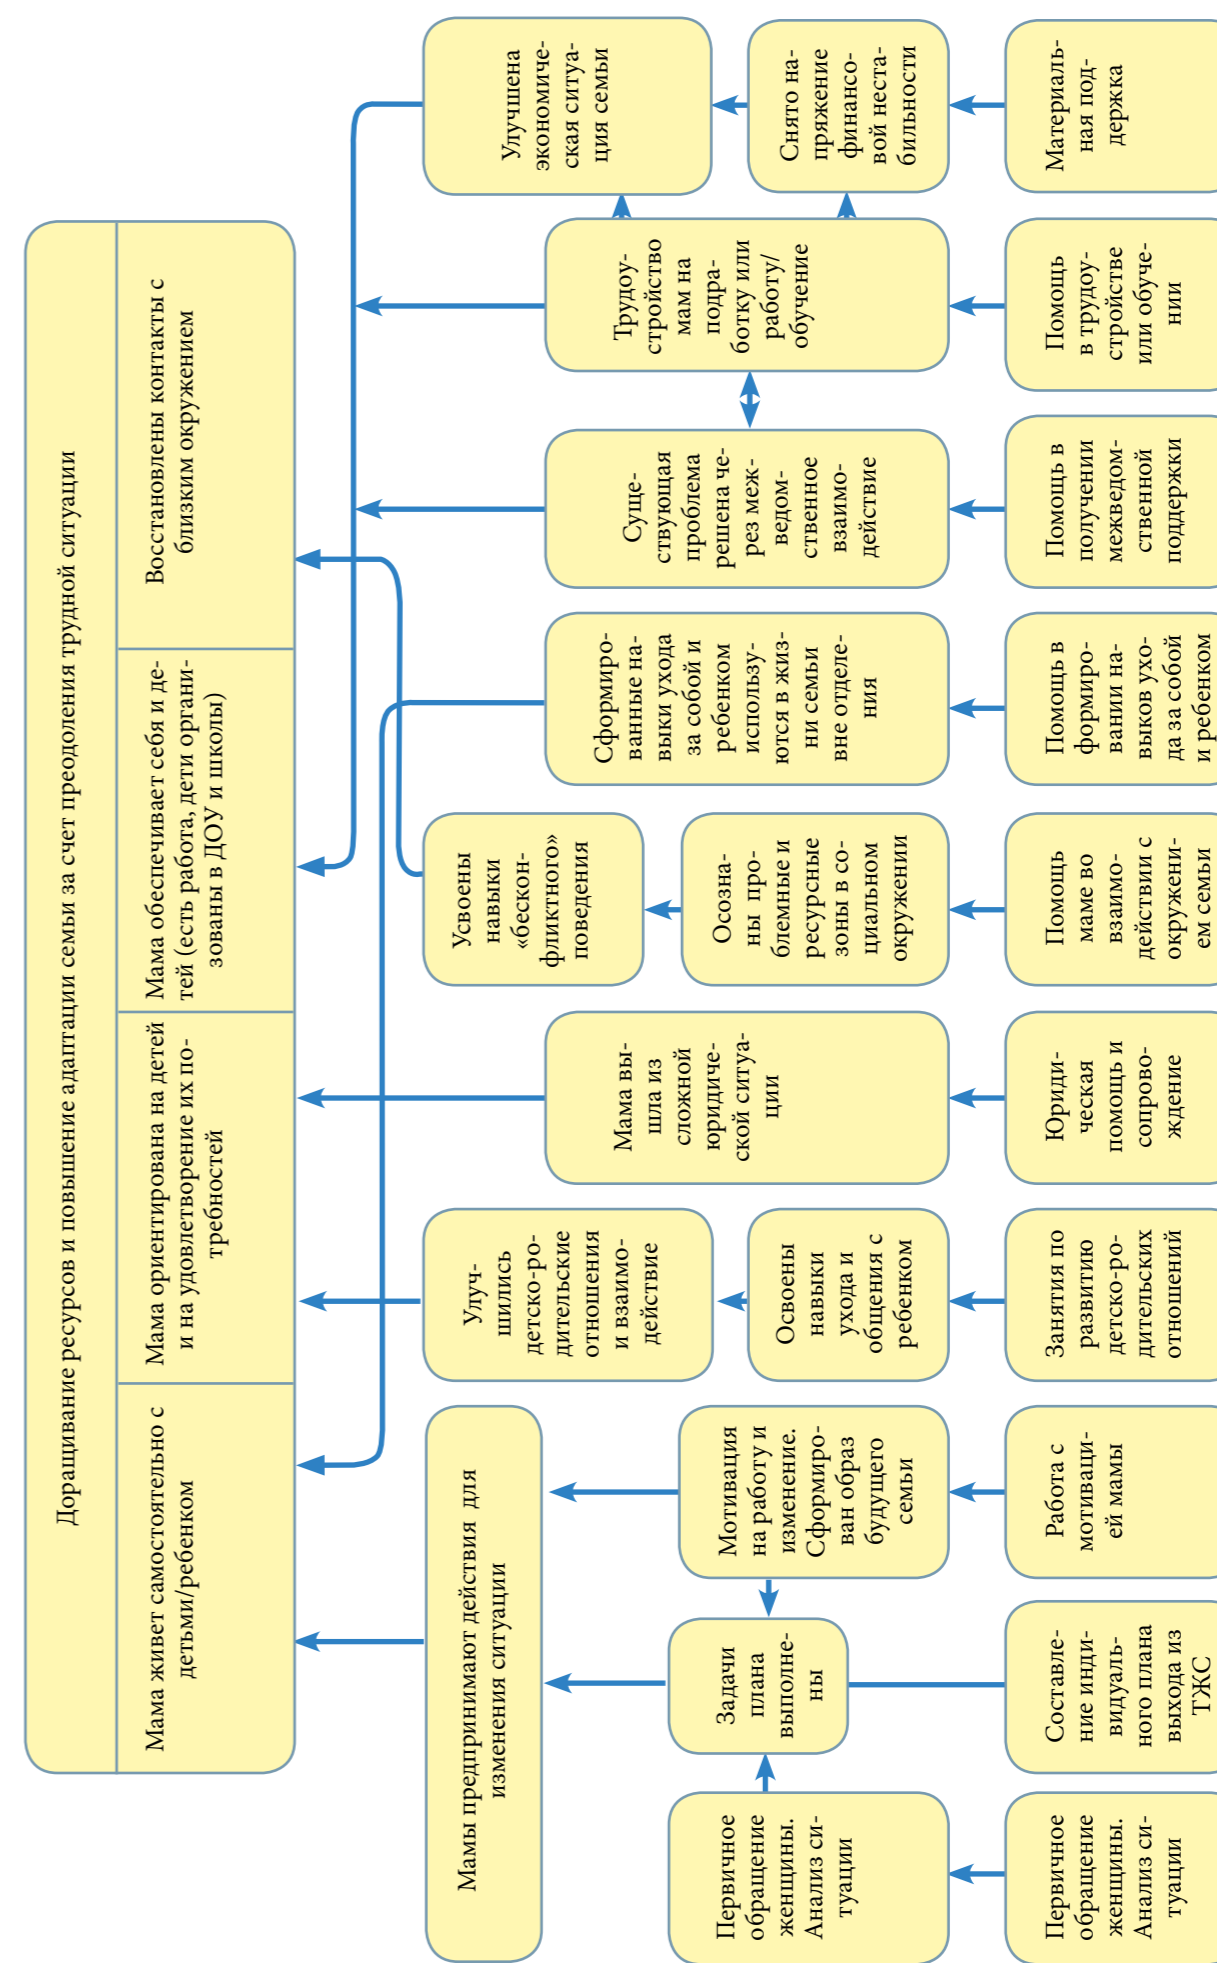 Доращивание ресурсов и повышение адаптации семьи за счет преодоления трудной ситуации
Мама живет самостоятельно с
детьми/ребенком
Мама ориентирована на детей
и на удовлетворение их по-
требностей
Мама обеспечивает себя и де-
тей (есть работа, дети органи-
зованы в ДОУ и школы)
Восстановлены контакты с
близким окружением
Мамы предпринимают действия для
изменения ситуации
Улуч-
шились
детско-ро-
дительские
отношения
и взаимо-
действие
Усвоены
навыки
«бескон-
фликтного»
поведения
Улучшена
экономиче-
ская ситуа-
ция семьи
Мама вы-
шла из
сложной
юридиче-
ской ситуа-
ции
Сформиро-
ванные на-
выки ухода
за собой и
ребенком
использу-
ются в жиз-
ни семьи
вне отделе-
ния
Суще-
ствующая
проблема
решена че-
рез меж-
ведом-
ственное
взаимо-
действие
Трудоу-
стройство
мам на
подра-
ботку или
работу/
обучение
Первичное
обращение
женщины.
Анализ си-
туации
Задачи
плана
выполне-
ны
Мотивация
на работу и
изменение.
Сформиро-
ван образ
будущего
семьи
Освоены
навыки
ухода и
общения с
ребенком
Осозна-
ны про-
блемные и
ресурсные
зоны в со-
циальном
окружении
Снято на-
пряжение
финансо-
вой неста-
бильности
Первичное
обращение
женщины.
Анализ си-
туации
Составле-
ние инди-
видуаль-
ного плана
выхода из
ТЖС
Работа с
мотиваци-
ей мамы
Занятия по
развитию
детско-ро-
дительских
отношений
Юриди-
ческая
помощь и
сопрово-
ждение
Помощь
маме во
взаимо-
действии с
окружени-
ем семьи
Помощь в
формиро-
вании на-
выков ухо-
да за собой
и ребенком
Помощь в
получении
межведом-
ственной
поддержки
Помощь
в трудоу-
стройстве
или обуче-
нии
Материаль-
ная под-
держка